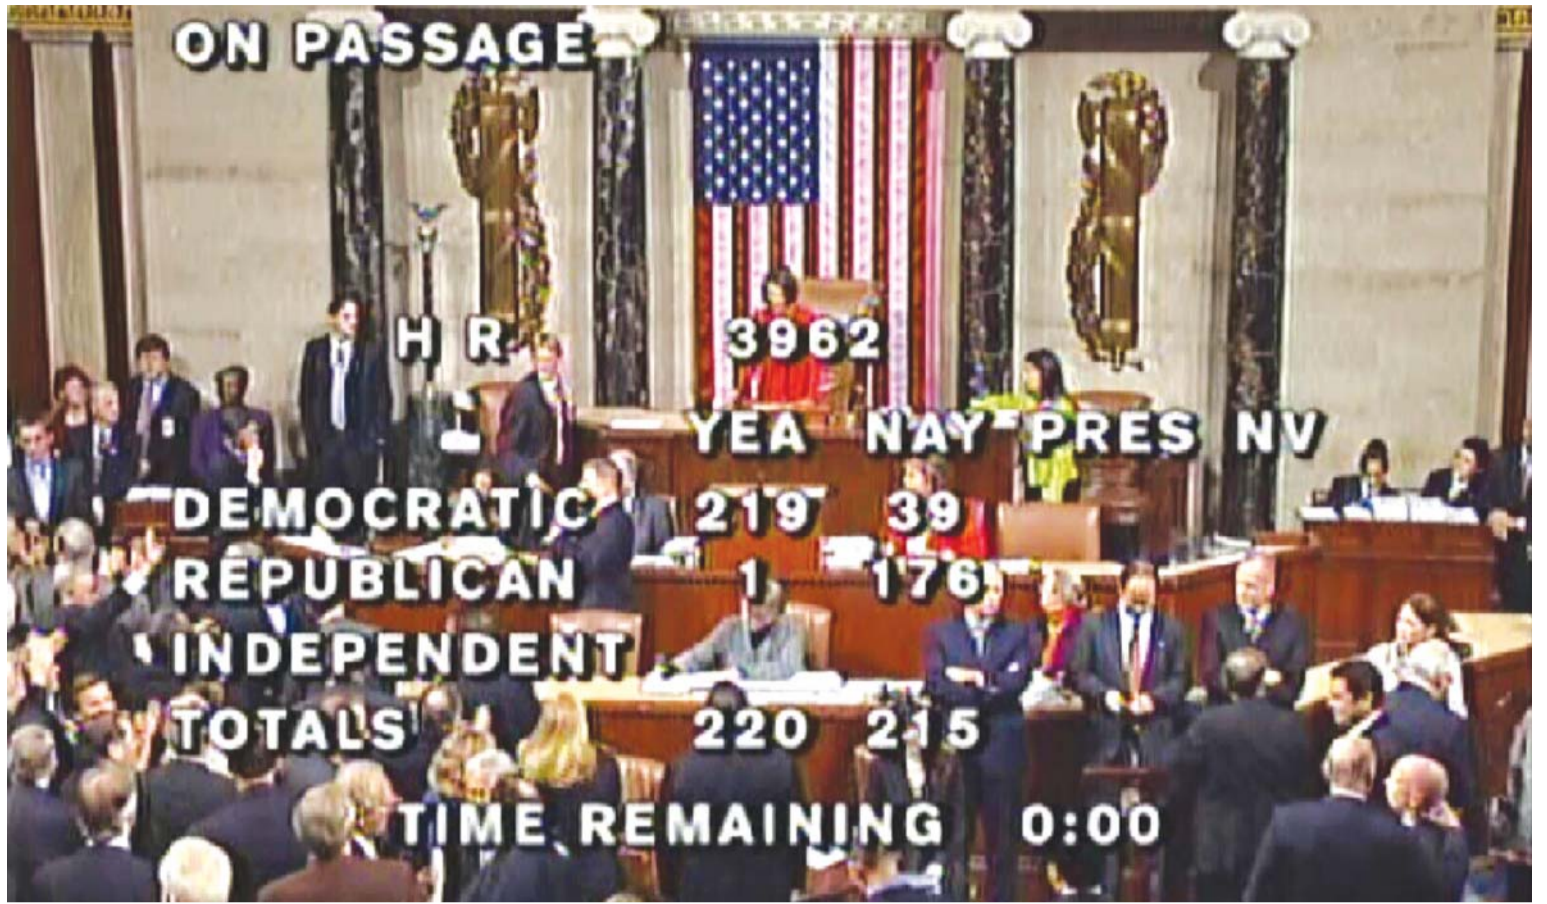 ON PASSAGE
H R 3962
YEA NAY PRES NV
DEMOCRATIC 219 39
REPUBLICAN 1 176
INDEPENDENT
TOTALS 220 215
TIME REMAINING 0:00